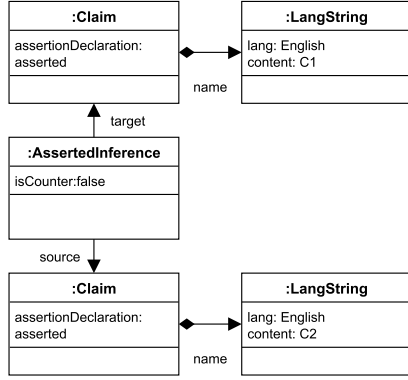 :Claim
assertionDeclaration:
asserted
:LangString
lang: English
content: C1
name
target
:AssertedInference
isCounter:false
source
:Claim
assertionDeclaration:
asserted
:LangString
lang: English
content: C2
name